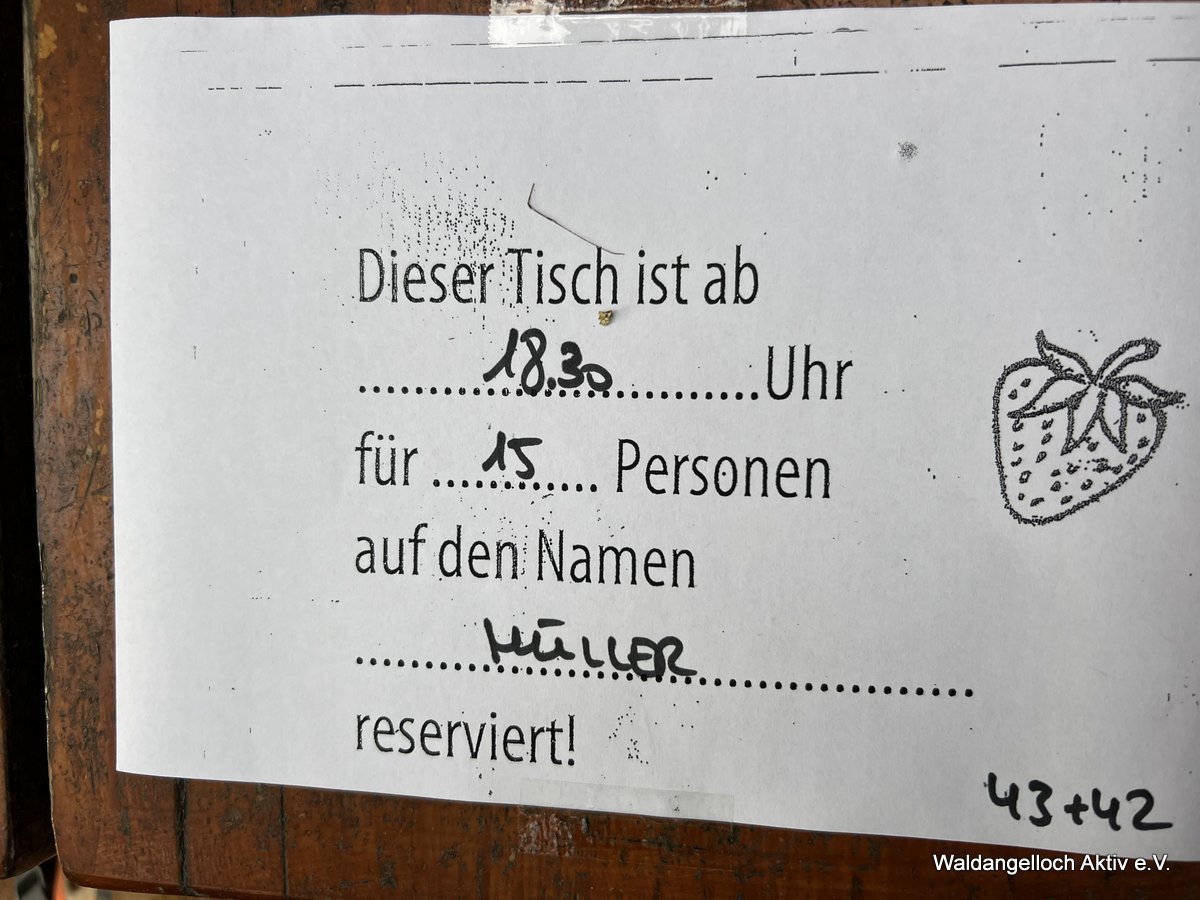 Dieser Tisch ist ab
........18.30.............Uhr
für ....15..... Personen
auf den Namen
MÜLLER
reserviert!
43+42
Waldangelloch Aktiv e.V.